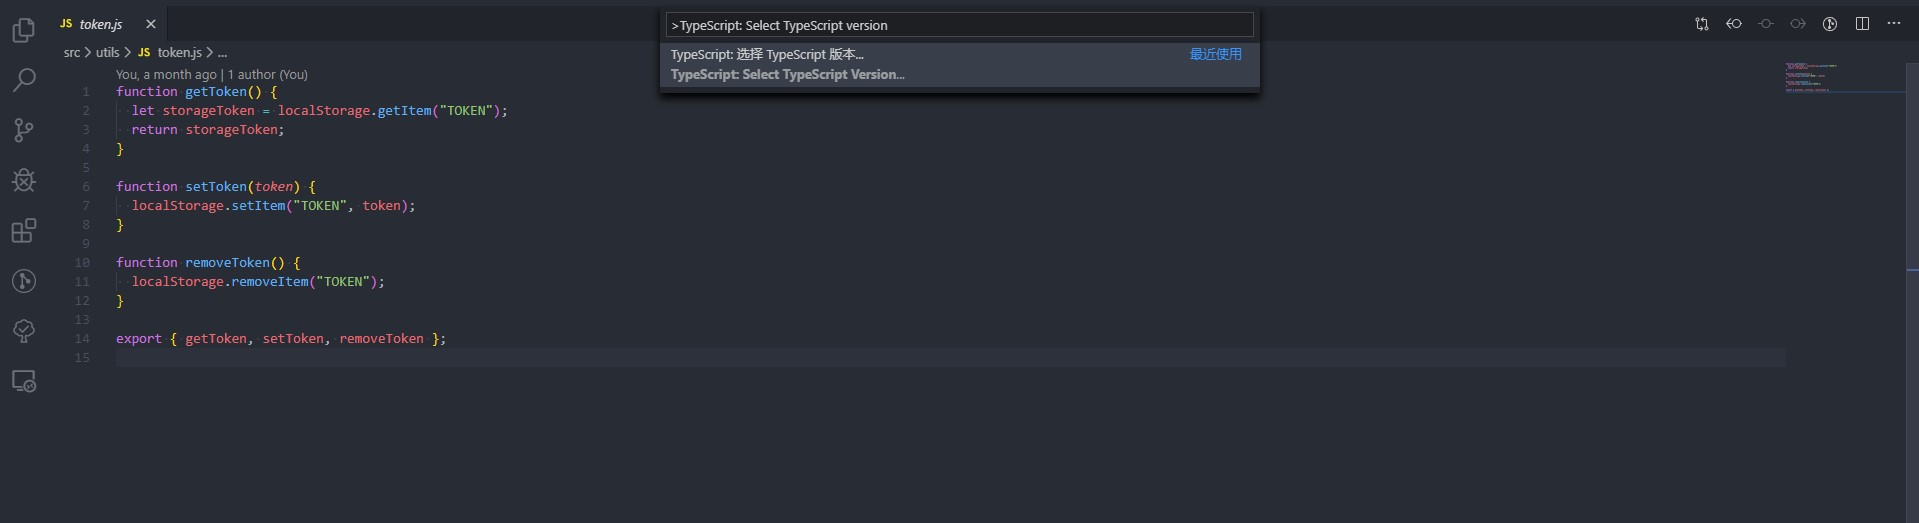 JS token.js
>TypeScript: Select TypeScript version
src > utils > JS token.js > ...
TypeScript: 选择 TypeScript 版本... 最近使用
TypeScript: Select TypeScript Version...
You, a month ago | 1 author (You)
1 function getToken() {
2 let storageToken = localStorage.getItem("TOKEN");
3 return storageToken;
4 }
5
6 function setToken(token) {
7 localStorage.setItem("TOKEN", token);
8 }
9
10 function removeToken() {
11 localStorage.removeItem("TOKEN");
12 }
13
14 export { getToken, setToken, removeToken };
15